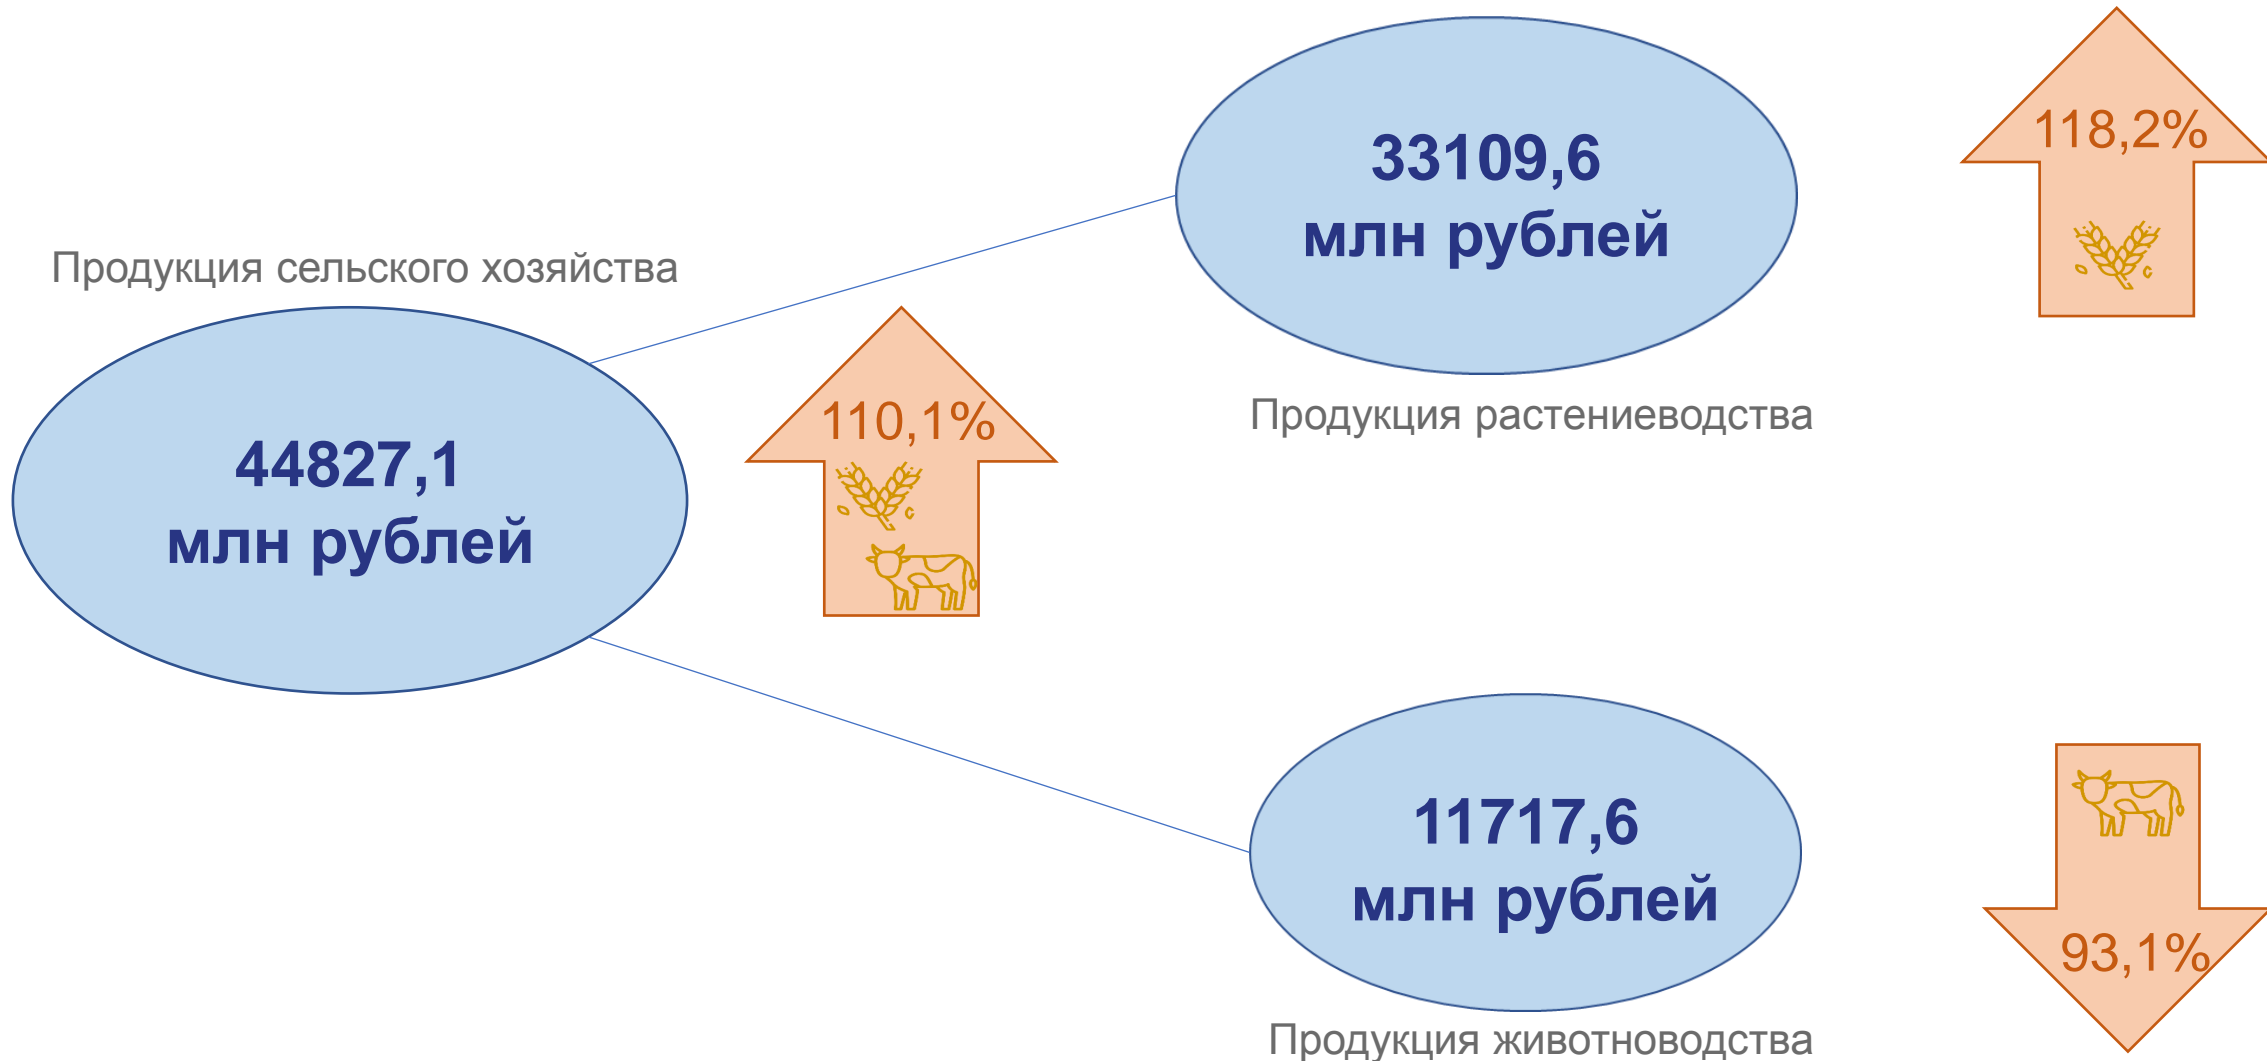 Продукция сельского хозяйства
44827,1
млн рублей
110,1%
33109,6
млн рублей
Продукция растениеводства
118,2%
11717,6
млн рублей
Продукция животноводства
93,1%